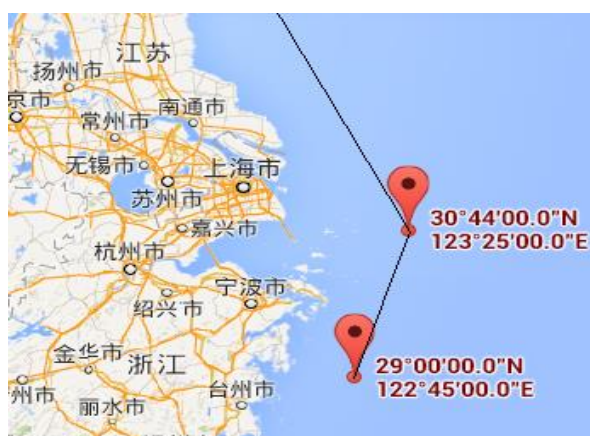 江苏
扬州市
京市
南通市
常州市
无锡市
上海市
苏州市
30°44'00.0"N
123°25'00.0"E
嘉兴市
杭州市
宁波市
绍兴市
29°00'00.0"N
122°45'00.0"E
金华市
浙江
州市
台州市
丽水市